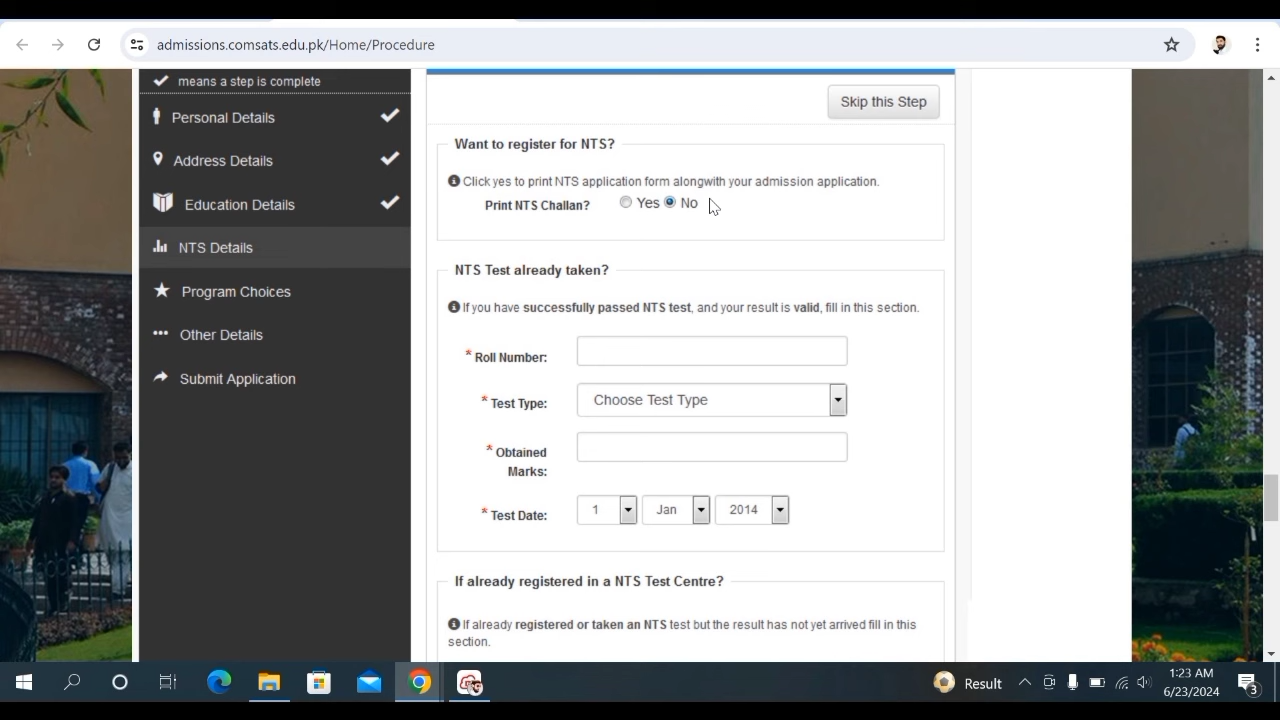 admissions.comsats.edu.pk/Home/Procedure
means a step is complete
Personal Details
Address Details
Education Details
NTS Details
Program Choices
Other Details
Submit Application
Skip this Step
Want to register for NTS?
Click yes to print NTS application form alongwith your admission application.
Print NTS Challan? Yes No
NTS Test already taken?
If you have successfully passed NTS test, and your result is valid, fill in this section.
* Roll Number:
* Test Type: Choose Test Type
* Obtained
Marks:
* Test Date: 1 Jan 2014
If already registered in a NTS Test Centre?
If already registered or taken an NTS test but the result has not yet arrived fill in this
section.
Result
1:23 AM
6/23/2024
3